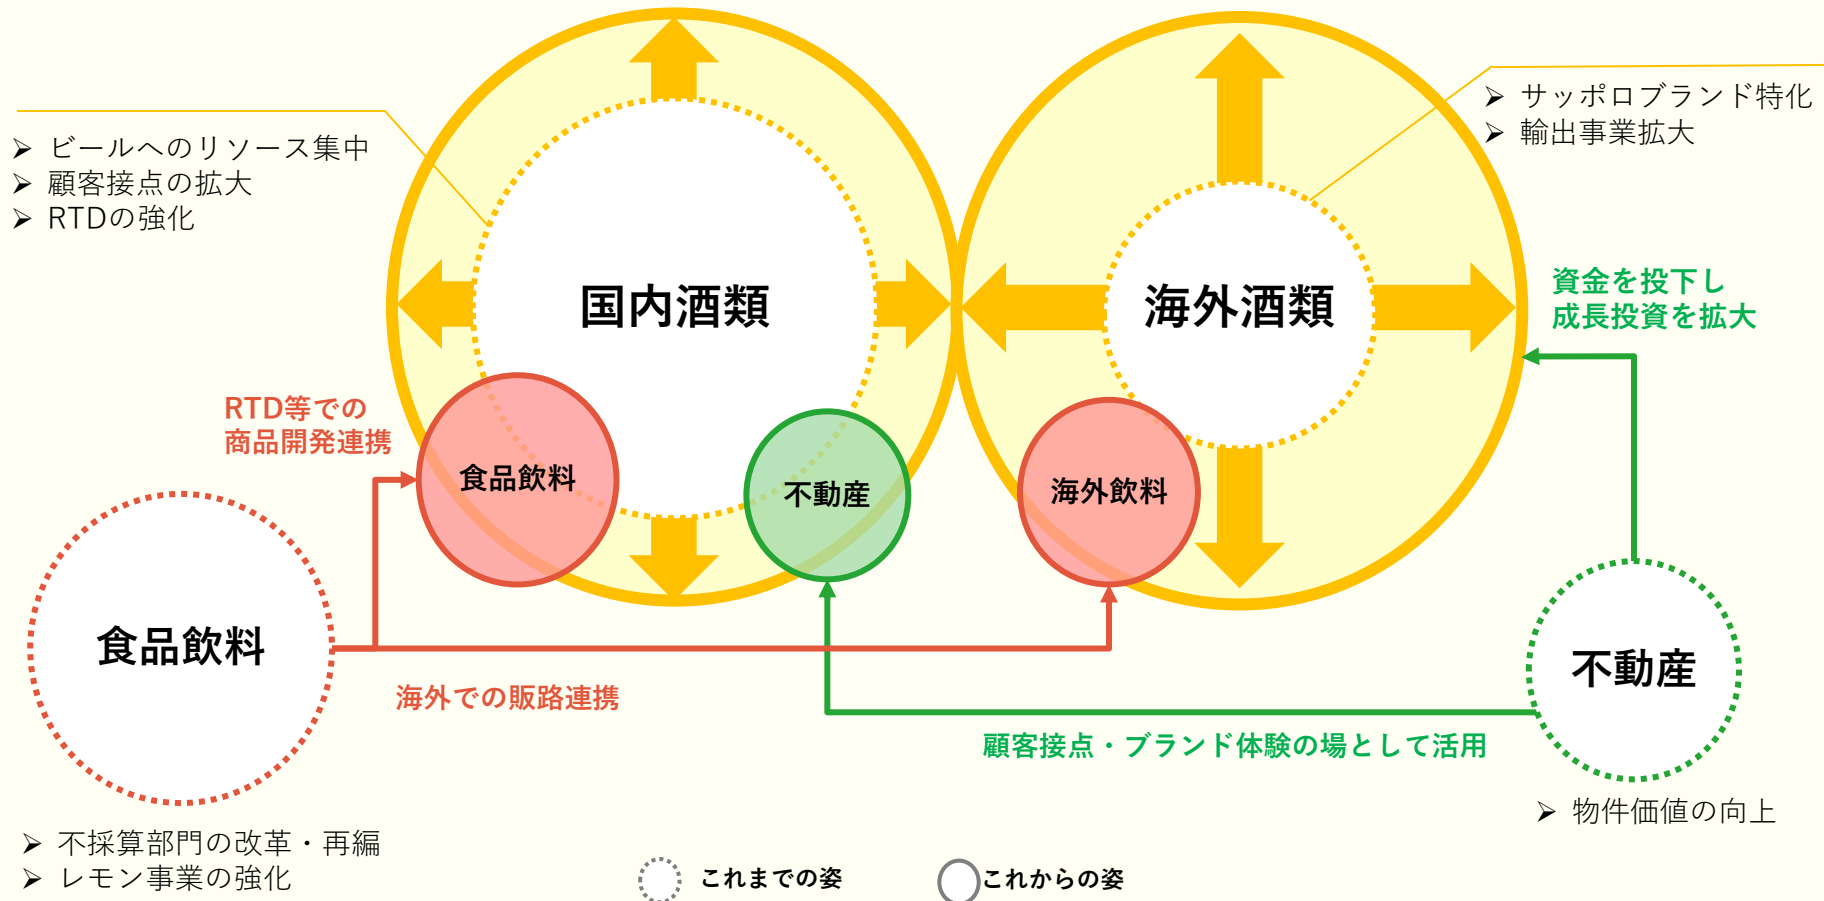 ➢ ビールへのリソース集中
➢ 顧客接点の拡大
➢ RTDの強化
➢ サッポロブランド特化
➢ 輸出事業拡大
国内酒類
海外酒類
資金を投下し
成長投資を拡大
RTD等での
商品開発連携
食品飲料
不動産
海外飲料
食品飲料
不動産
海外での販路連携
顧客接点・ブランド体験の場として活用
➢ 物件価値の向上
➢ 不採算部門の改革・再編
➢ レモン事業の強化
これまでの姿
これからの姿